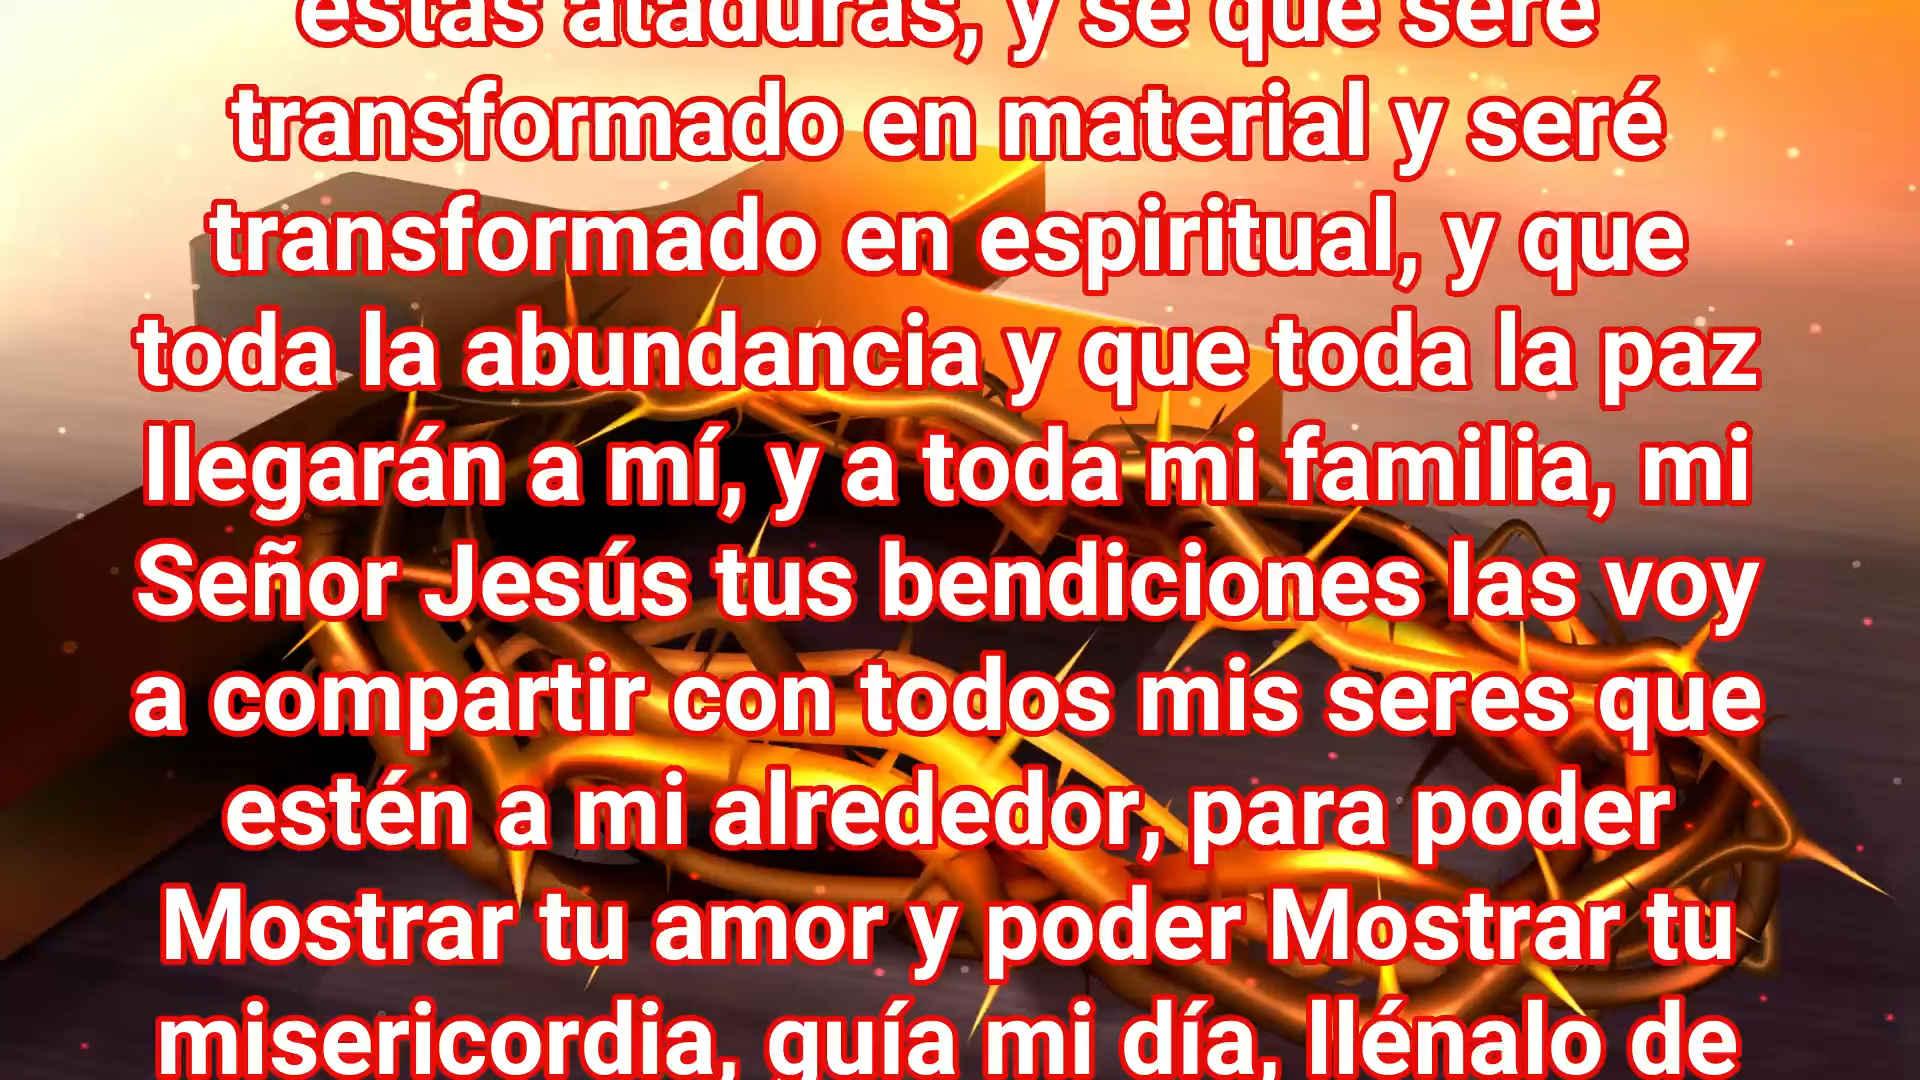 estas ataduras, y sé que seré
transformado en material y seré
transformado en espiritual, y que
toda la abundancia y que toda la paz
llegarán a mí, y a toda mi familia, mi
Señor Jesús tus bendiciones las voy
a compartir con todos mis seres que
estén a mi alrededor, para poder
Mostrar tu amor y poder Mostrar tu
misericordia, guía mi día, llénalo de